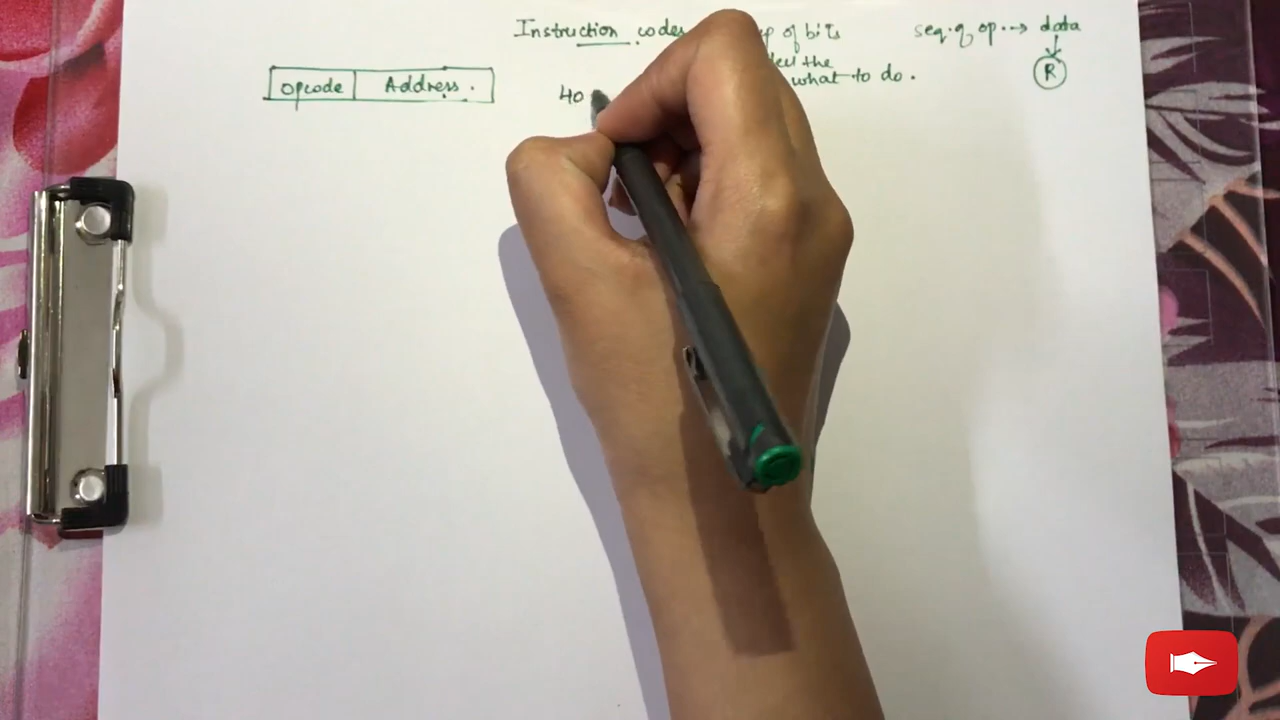 Instruction codes of bits
seq. of op. → data
the
what to do.
R
Opcode Address.
40